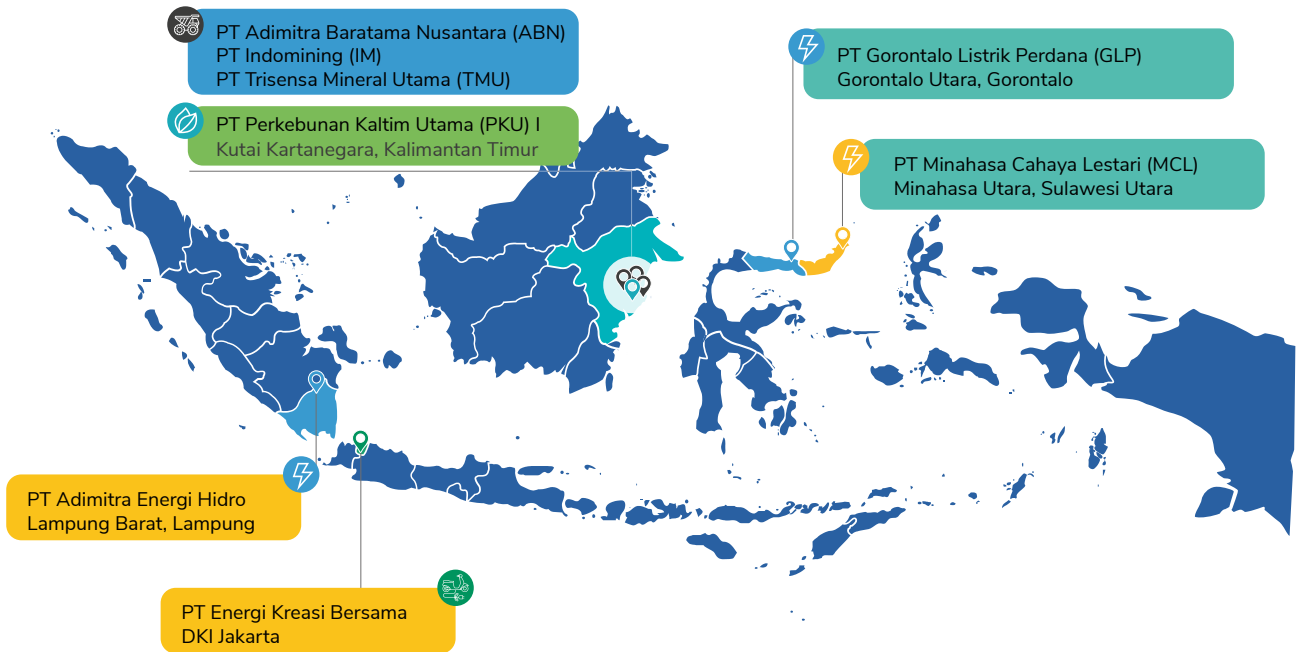 PT Adimitra Baratama Nusantara (ABN)
PT Indomining (IM)
PT Trisensa Mineral Utama (TMU)
PT Perkebunan Kaltim Utama (PKU) I
Kutai Kartanegara, Kalimantan Timur
PT Gorontalo Listrik Perdana (GLP)
Gorontalo Utara, Gorontalo
PT Minahasa Cahaya Lestari (MCL)
Minahasa Utara, Sulawesi Utara
PT Adimitra Energi Hidro
Lampung Barat, Lampung
PT Energi Kreasi Bersama
DKI Jakarta